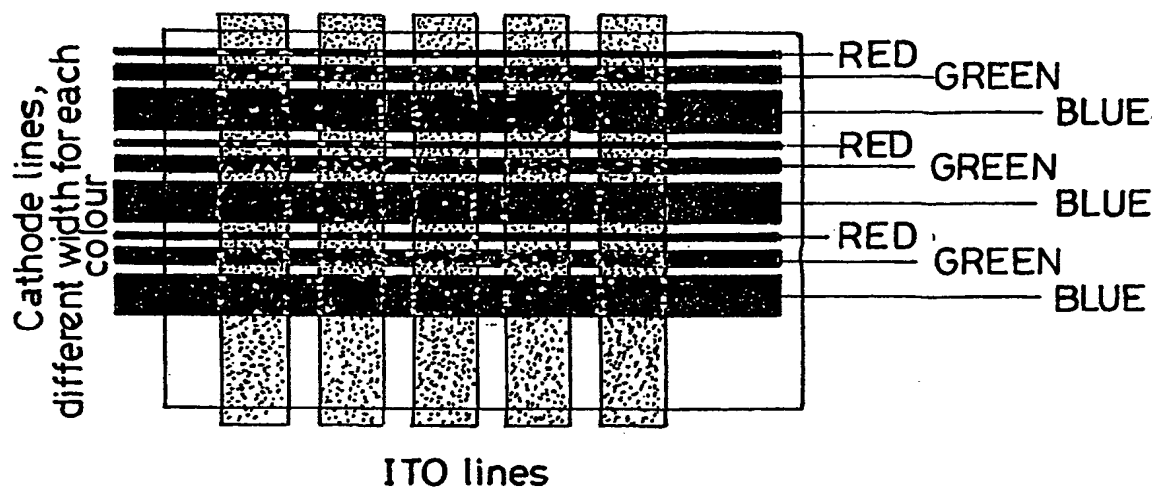 Cathode lines,
different width for each
colour
RED
GREEN
BLUE
RED
GREEN
BLUE
RED
GREEN
BLUE
ITO lines